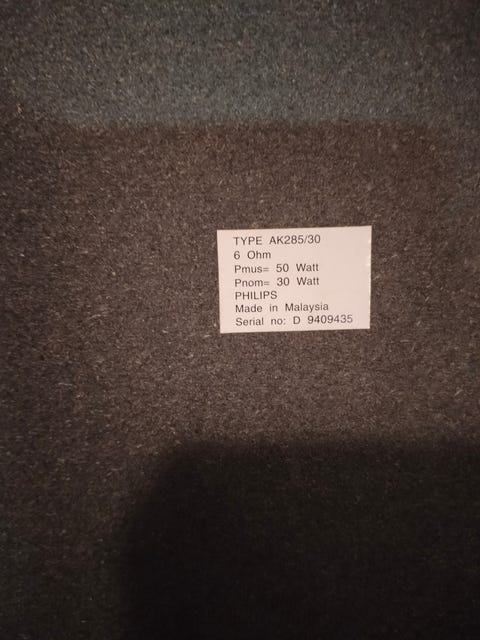 TYPE AK285/30
6 Ohm
Pmus= 50 Watt
Pnom= 30 Watt
PHILIPS
Made in Malaysia
Serial no: D 9409435